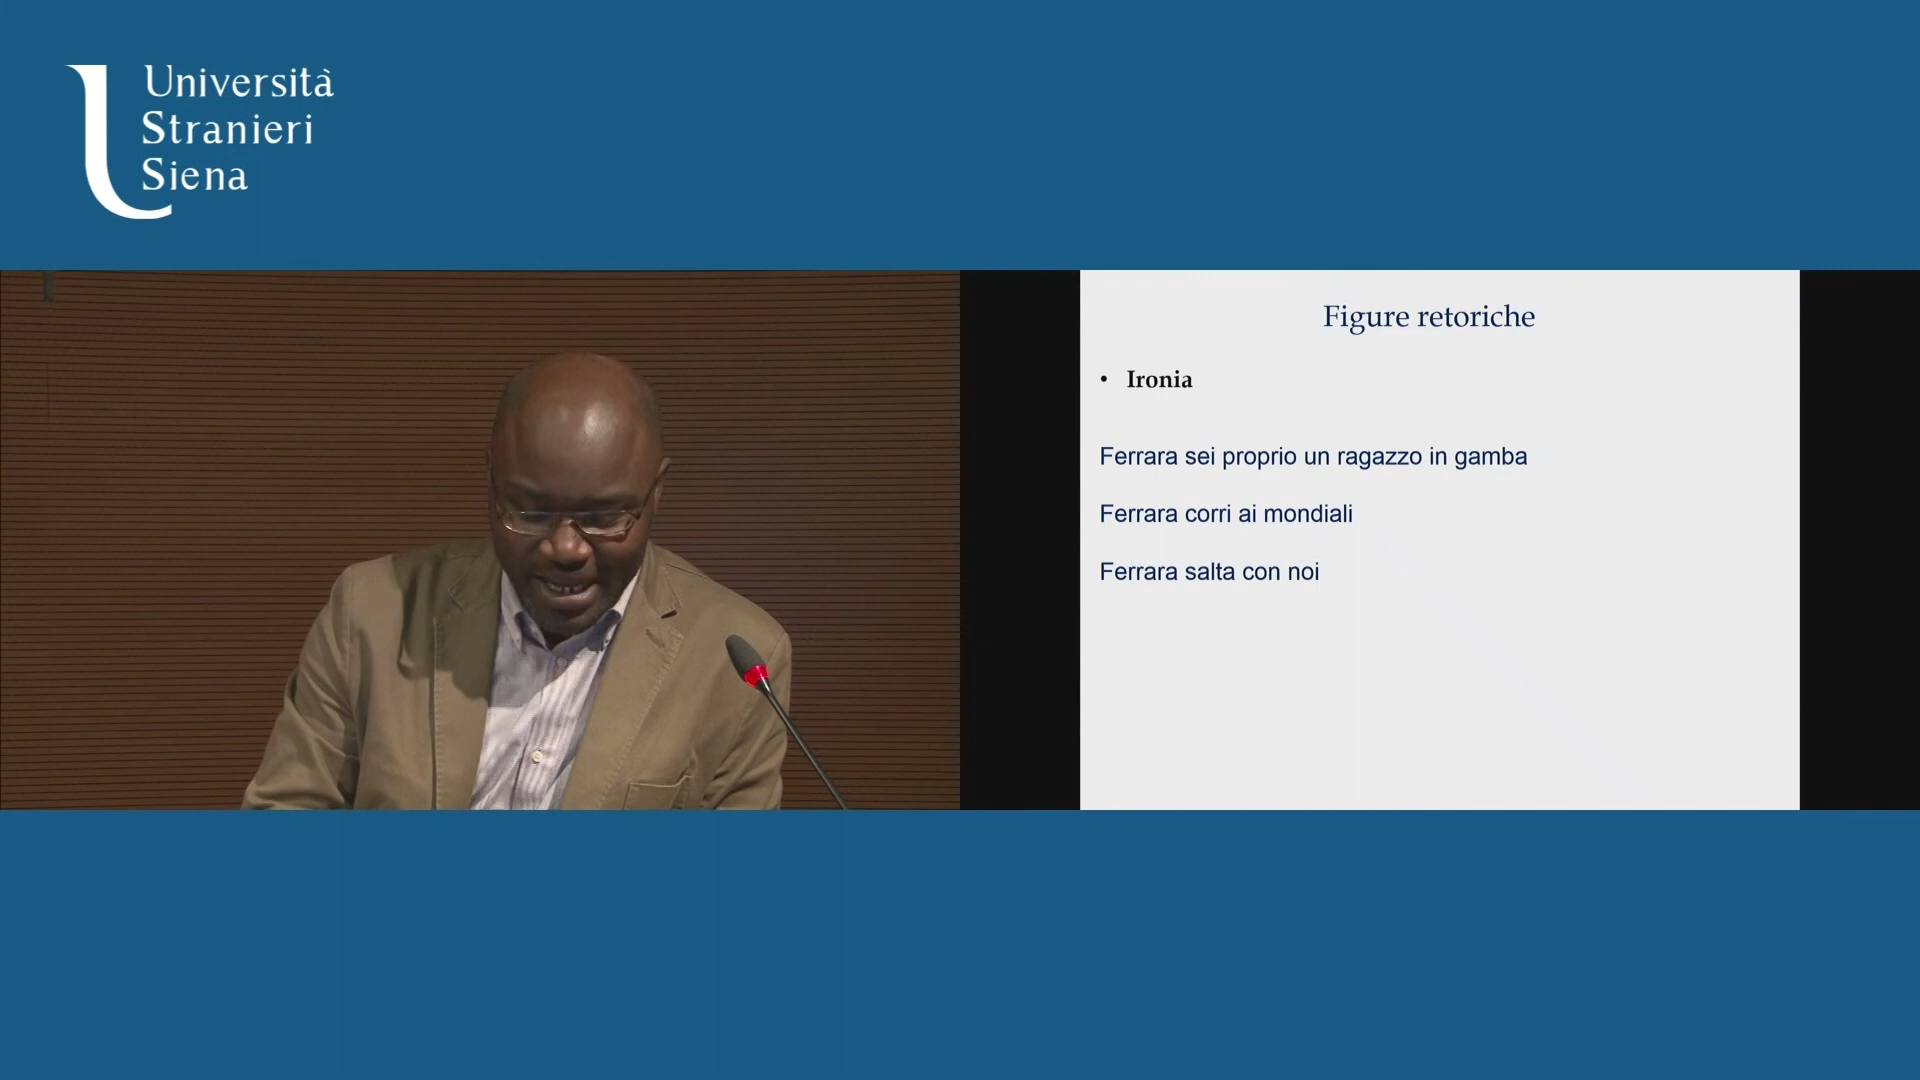 Università
Stranieri
Siena
Figure retoriche
• Ironia
Ferrara sei proprio un ragazzo in gamba
Ferrara corri ai mondiali
Ferrara salta con noi